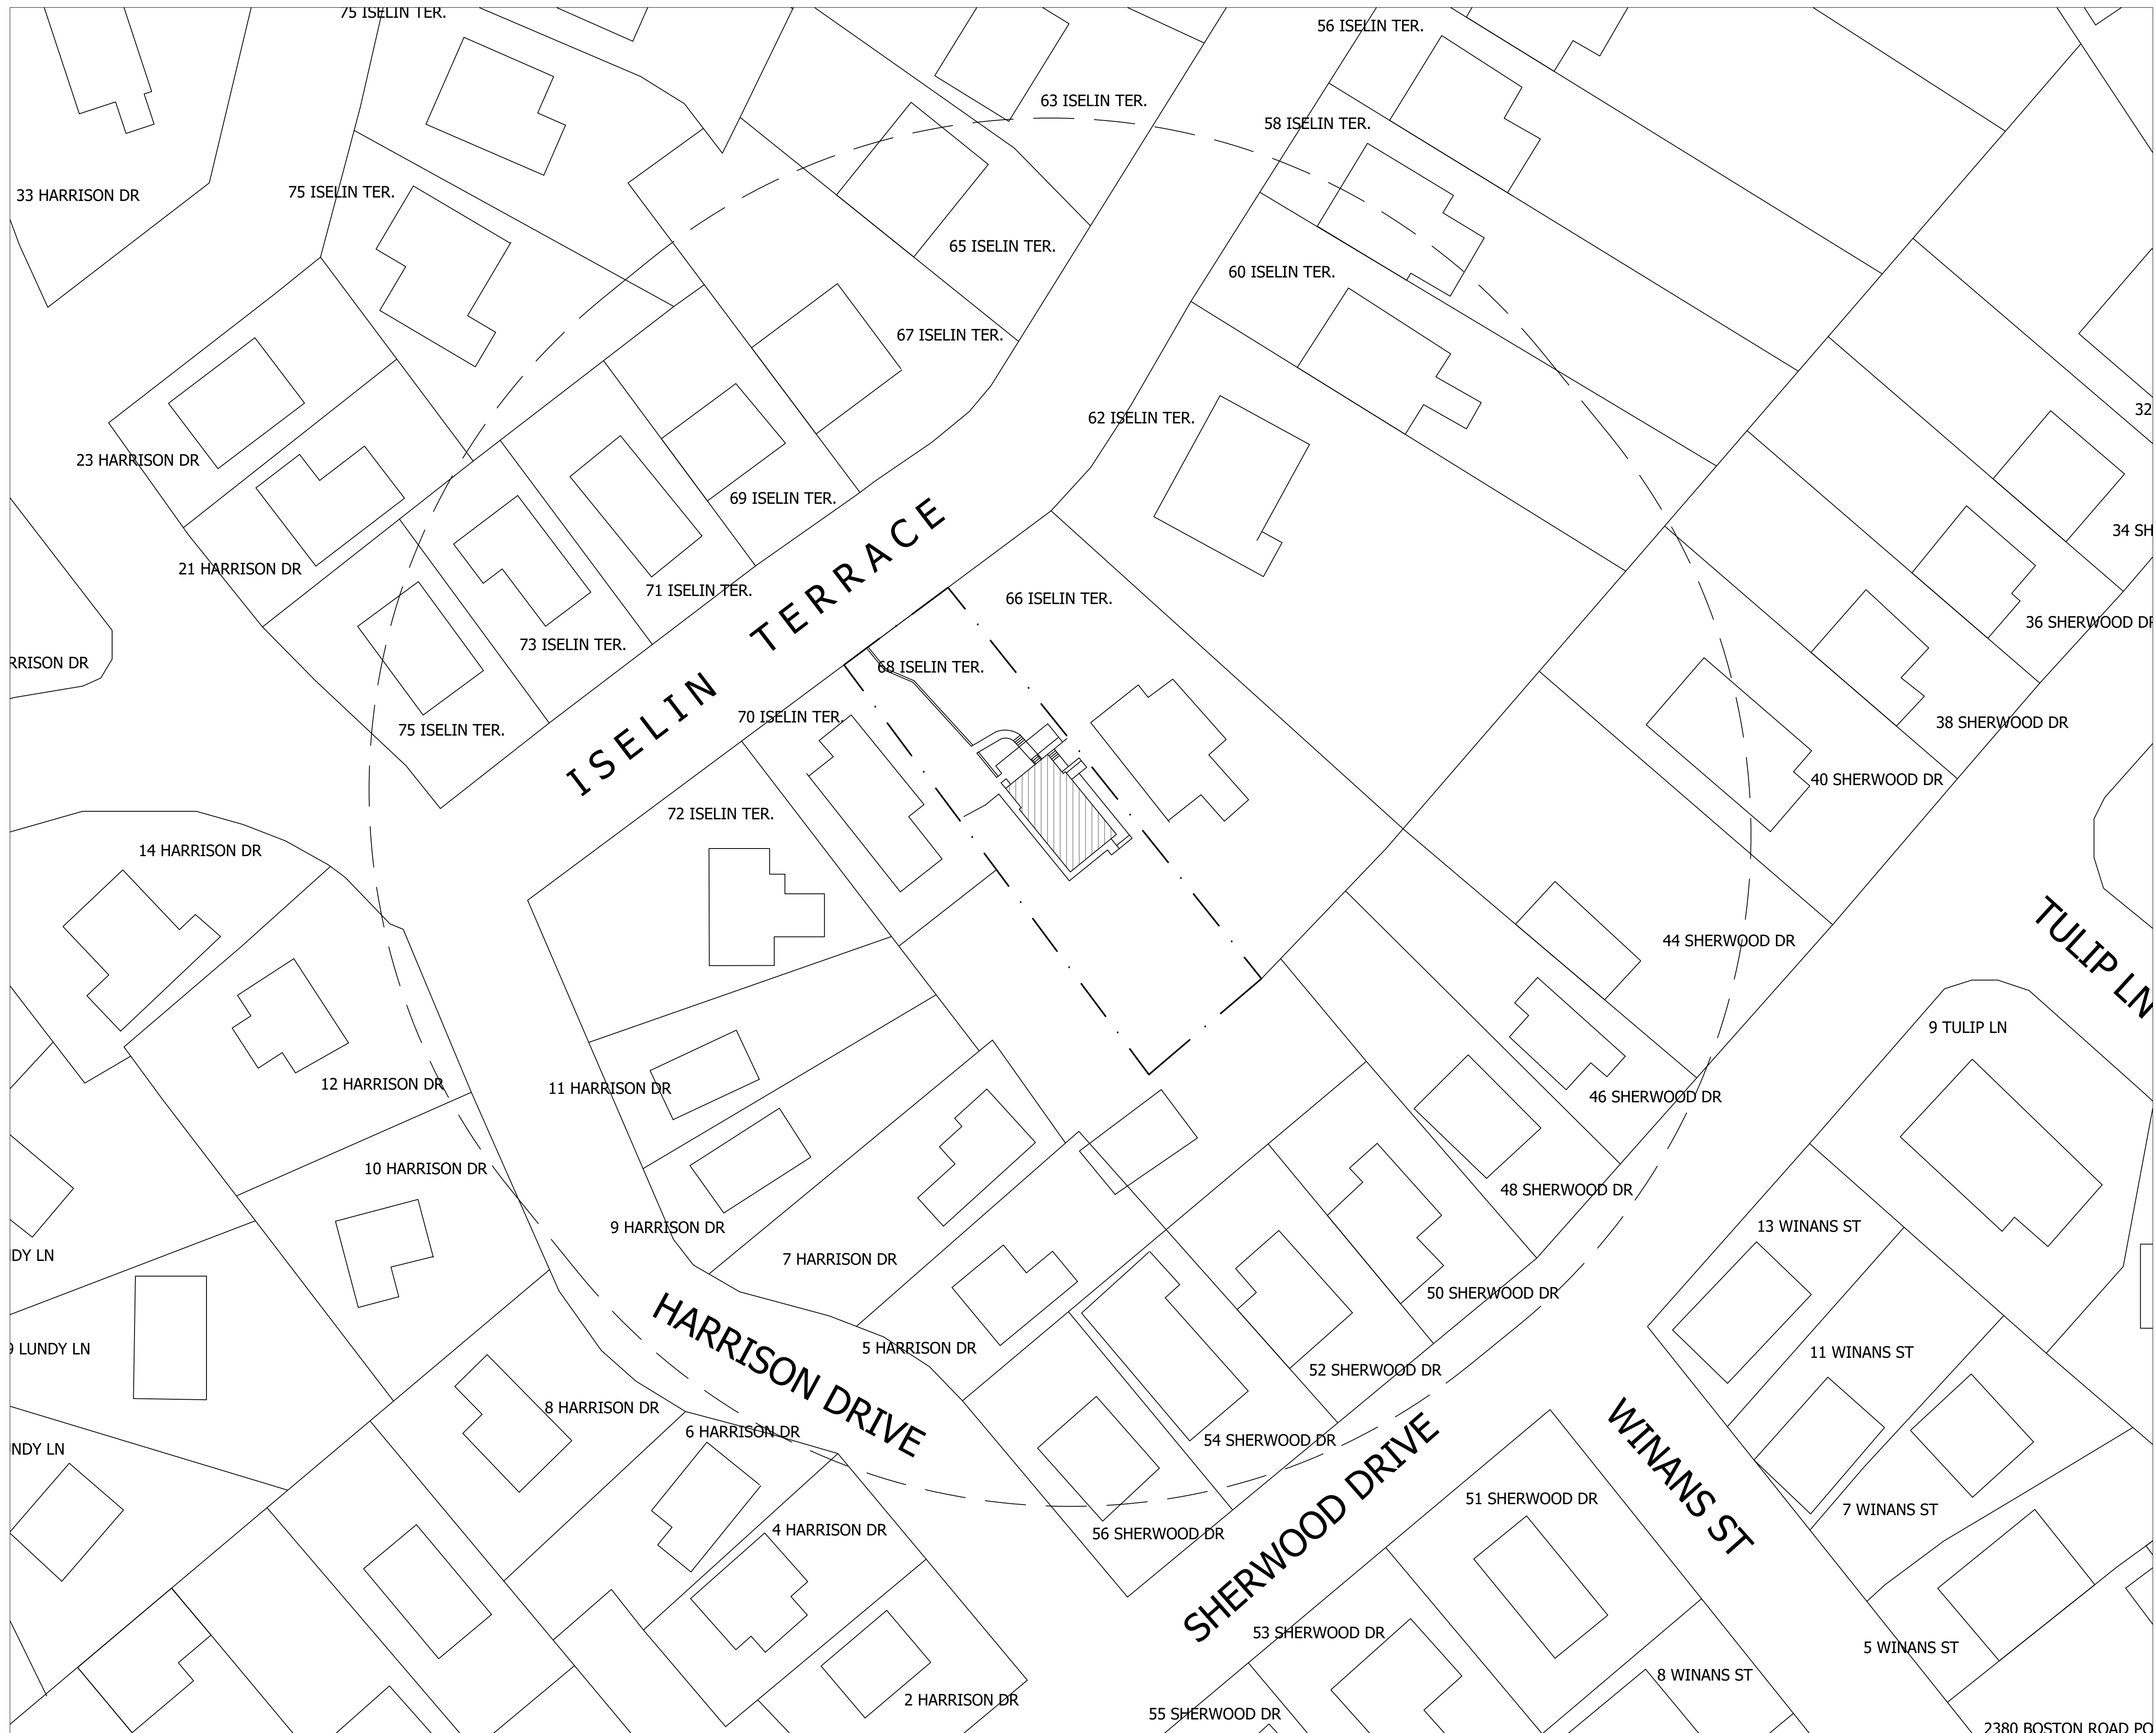 75 ISELIN TER.
56 ISELIN TER.
63 ISELIN TER.
58 ISELIN TER.
33 HARRISON DR
75 ISELIN TER.
65 ISELIN TER.
60 ISELIN TER.
67 ISELIN TER.
32
62 ISELIN TER.
23 HARRISON DR
69 ISELIN TER.
34 SH
21 HARRISON DR
71 ISELIN TER.
66 ISELIN TER.
36 SHERWOOD DR
73 ISELIN TER.
RRISON DR
68 ISELIN TER.
ISELIN TERRACE
70 ISELIN TER.
38 SHERWOOD DR
75 ISELIN TER.
40 SHERWOOD DR
72 ISELIN TER.
14 HARRISON DR
44 SHERWOOD DR
TULIP LN
9 TULIP LN
12 HARRISON DR
11 HARRISON DR
46 SHERWOOD DR
10 HARRISON DR
48 SHERWOOD DR
9 HARRISON DR
13 WINANS ST
DY LN
7 HARRISON DR
50 SHERWOOD DR
HARRISON DRIVE
9 LUNDY LN
5 HARRISON DR
11 WINANS ST
52 SHERWOOD DR
8 HARRISON DR
6 HARRISON DR
54 SHERWOOD DR
NDY LN
WINANS ST
SHERWOOD DRIVE
51 SHERWOOD DR
7 WINANS ST
4 HARRISON DR
56 SHERWOOD DR
53 SHERWOOD DR
5 WINANS ST
8 WINANS ST
2 HARRISON DR
55 SHERWOOD DR
2380 BOSTON ROAD PO